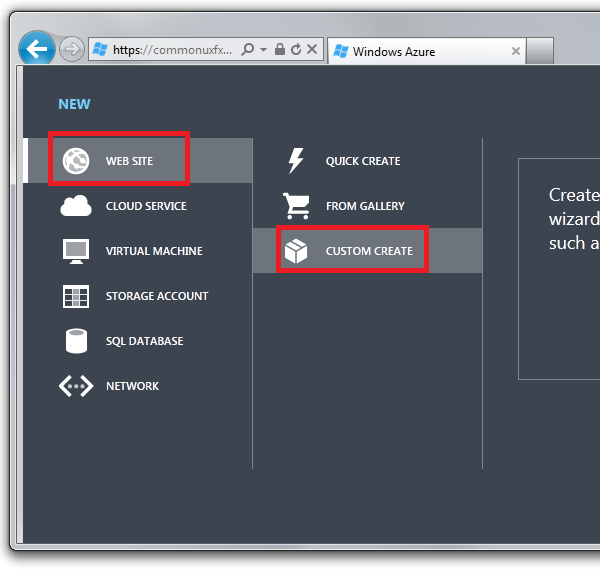 https://commonuxfx...
Windows Azure
NEW
WEB SITE
CLOUD SERVICE
VIRTUAL MACHINE
STORAGE ACCOUNT
SQL DATABASE
NETWORK
QUICK CREATE
FROM GALLERY
CUSTOM CREATE
Create
wizard
such a